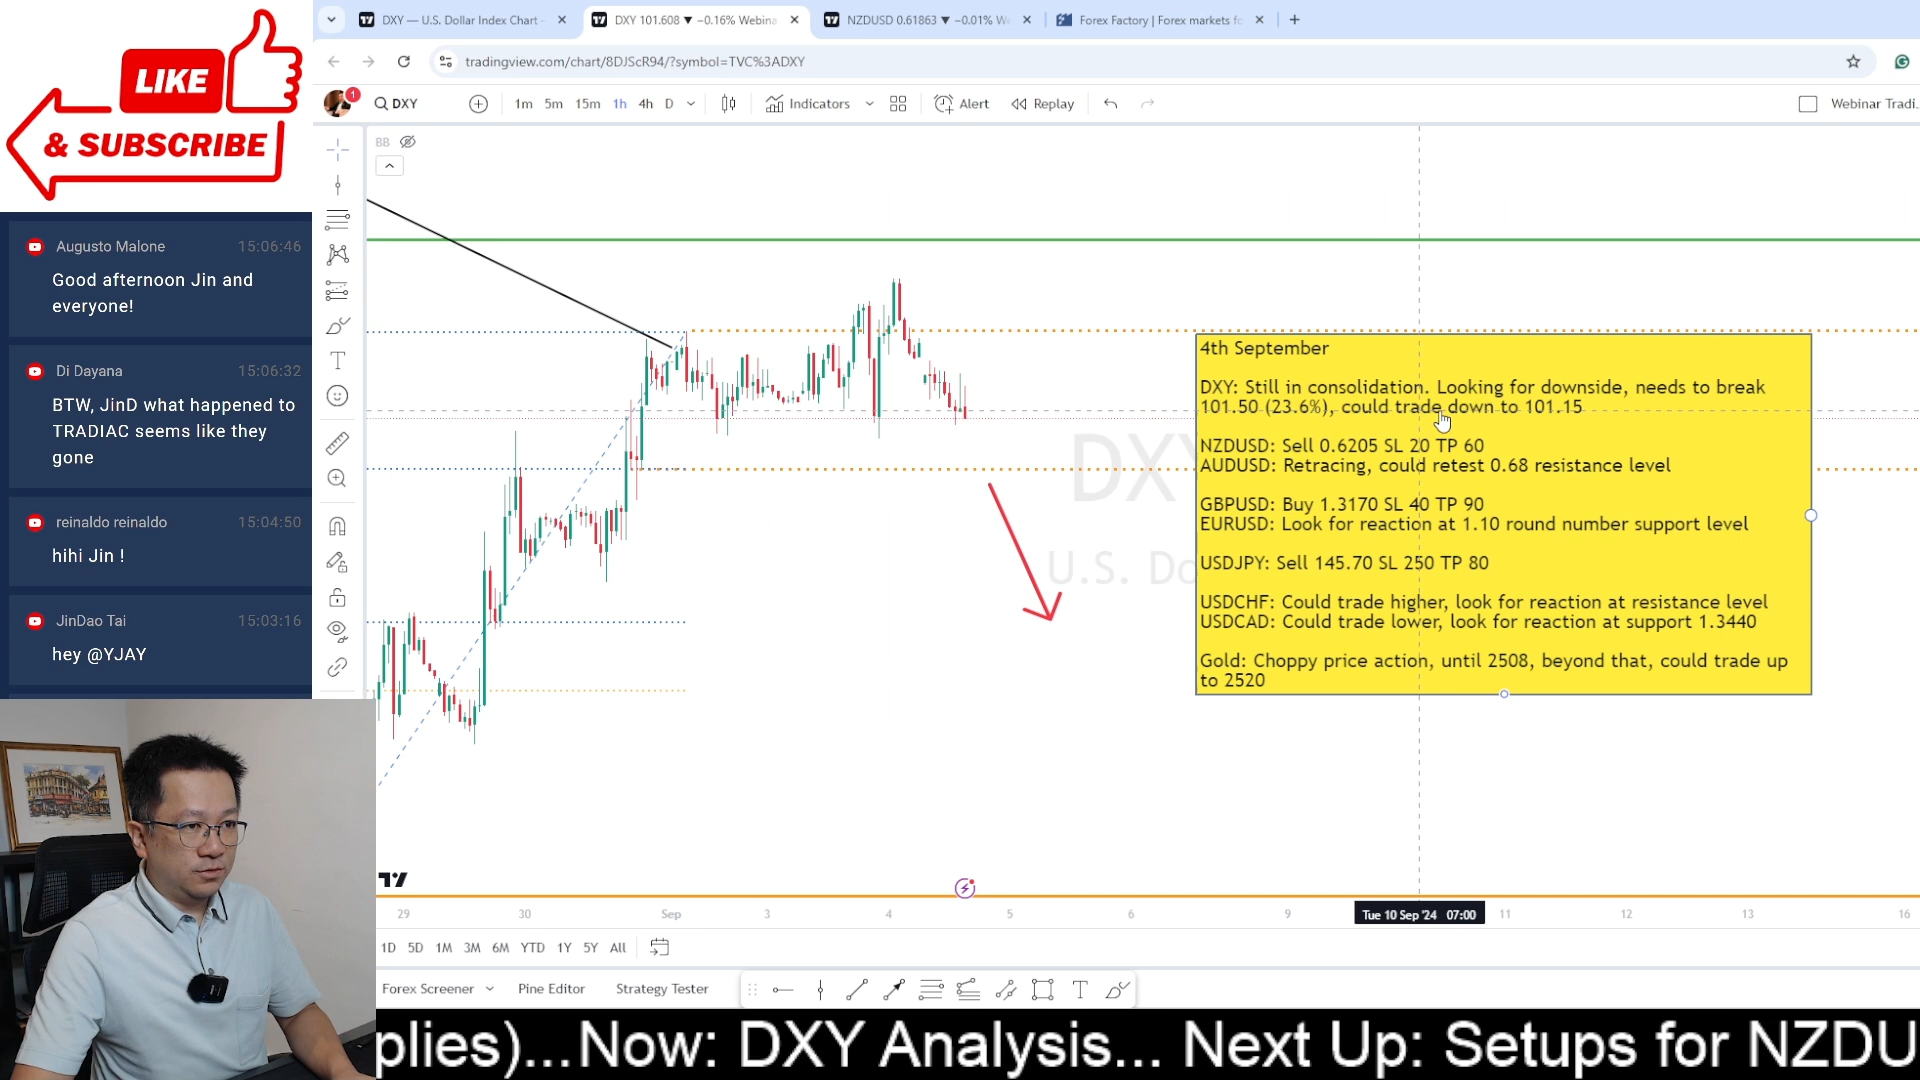 LIKE
& SUBSCRIBE
Augusto Malone 15:06:46
Good afternoon Jin and
everyone!
Di Dayana 15:06:32
BTW, JinD what happened to
TRADIAC seems like they
gone
reinaldo reinaldo 15:04:50
hihi Jin !
JinDao Tai 15:03:16
hey @YJAY
DXY — U.S. Dollar Index Chart
DXY 101.608 ▼ −0.16% Webina
NZDUSD 0.61863 ▼ −0.01% W
Forex Factory | Forex markets fo
tradingview.com/chart/8DJScR94/?symbol=TVC%3ADXY
1
DXY
1m 5m 15m 1h 4h D
Indicators
Alert
Replay
Webinar Tradi..
BB
DX
U.S. Do
4th September
DXY: Still in consolidation. Looking for downside, needs to break
101.50 (23.6%), could trade down to 101.15
NZDUSD: Sell 0.6205 SL 20 TP 60
AUDUSD: Retracing, could retest 0.68 resistance level
GBPUSD: Buy 1.3170 SL 40 TP 90
EURUSD: Look for reaction at 1.10 round number support level
USDJPY: Sell 145.70 SL 250 TP 80
USDCHF: Could trade higher, look for reaction at resistance level
USDCAD: Could trade lower, look for reaction at support 1.3440
Gold: Choppy price action, until 2508, beyond that, could trade up
to 2520
29 30 Sep 3 4 5 6 9 Tue 10 Sep '24 07:00 11 12 13 16
1D 5D 1M 3M 6M YTD 1Y 5Y All
Forex Screener Pine Editor Strategy Tester
plies)...Now: DXY Analysis... Next Up: Setups for NZDU